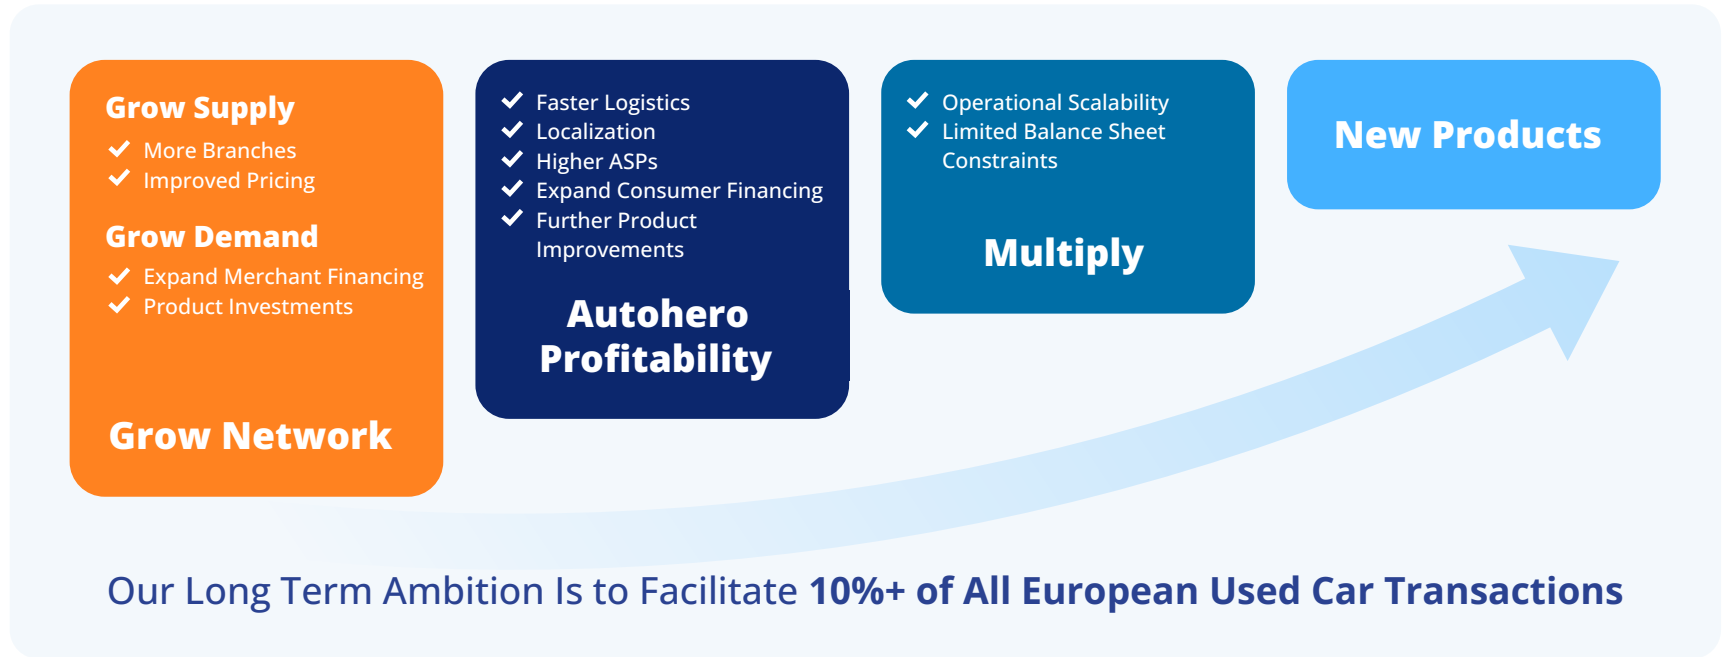 Grow Supply
More Branches
Improved Pricing
Grow Demand
Expand Merchant Financing
Product Investments
Grow Network
Faster Logistics
Localization
Higher ASPs
Expand Consumer Financing
Further Product
Improvements
Autohero
Profitability
Operational Scalability
Limited Balance Sheet
Constraints
Multiply
New Products
Our Long Term Ambition Is to Facilitate 10%+ of All European Used Car Transactions